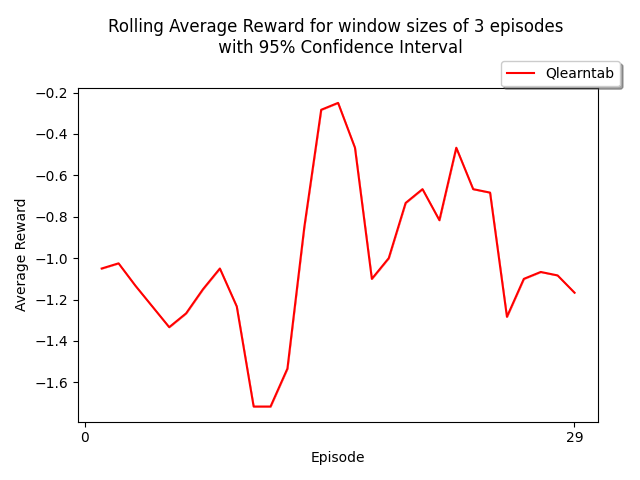 Rolling Average Reward for window sizes of 3 episodes
with 95% Confidence Interval
Qlearntab
−0.2
−0.4
−0.6
−0.8
−1.0
−1.2
−1.4
−1.6
Average Reward
0
29
Episode